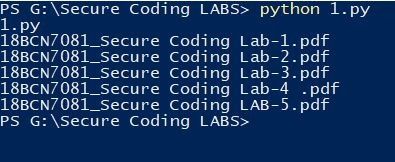 PS G:\Secure Coding LABS> python 1.py
1.py
18BCN7081_Secure Coding Lab-1.pdf
18BCN7081_Secure Coding Lab-2.pdf
18BCN7081_Secure Coding Lab-3.pdf
18BCN7081_Secure Coding Lab-4 .pdf
18BCN7081_Secure Coding LAB-5.pdf
PS G:\Secure Coding LABS>